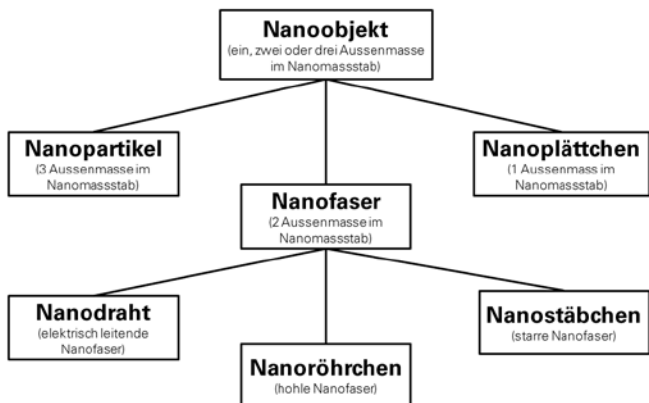 Nanoobjekt
(ein, zwei oder drei Aussenmasse
im Nanomassstab)
Nanopartikel
(3 Aussenmasse im
Nanomassstab)
Nanoplättchen
(1 Aussenmass im
Nanomassstab)
Nanofaser
(2 Aussenmasse im
Nanomassstab)
Nanodraht
(elektrisch leitende
Nanofaser)
Nanostäbchen
(starre Nanofaser)
Nanoröhrchen
(hohle Nanofaser)